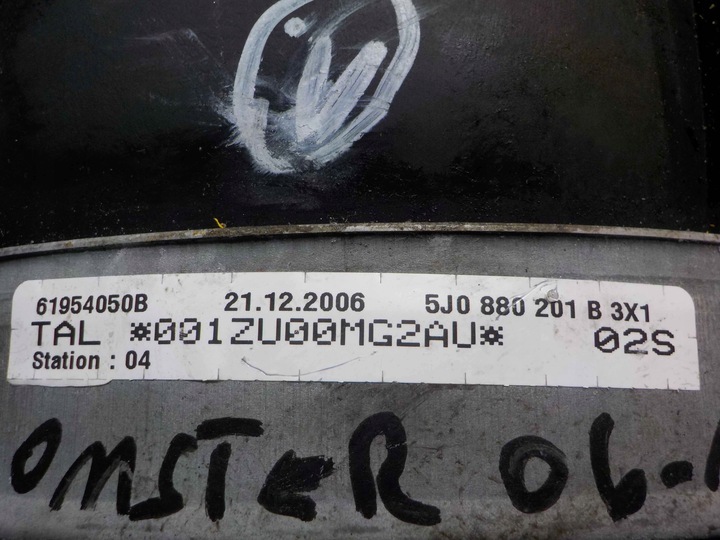 61954050B 21.12.2006 5J0 880 201 B 3X1
TAL *001ZU00MG2AU* 02S
Station : 04
OMSTER 06-